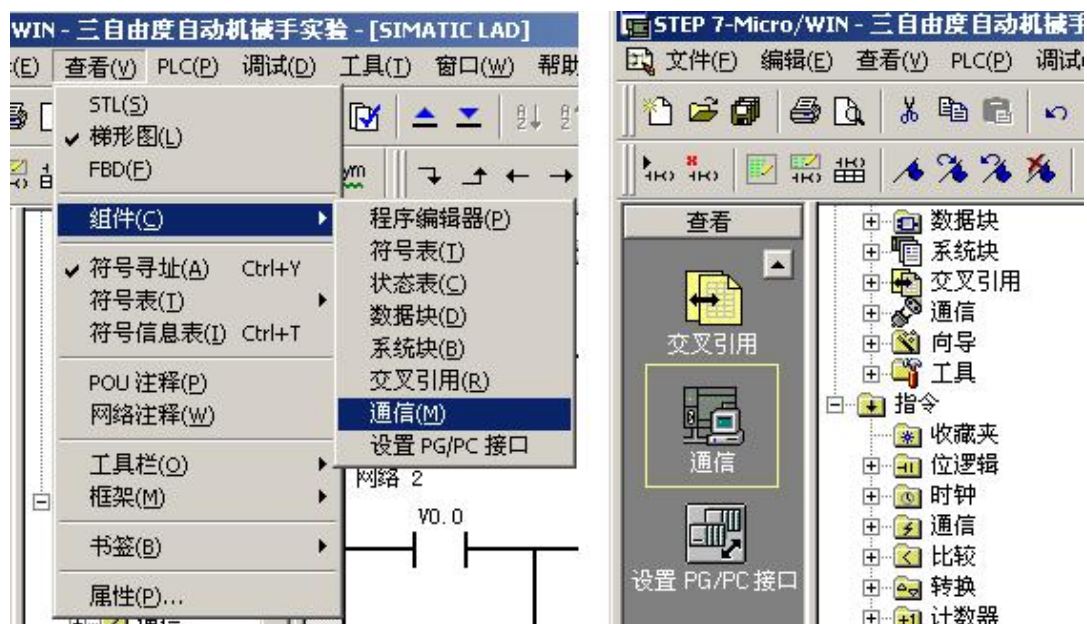 WIN - 三自由度自动机械手实验 - [SIMATIC LAD]
(E) 查看(V) PLC(P) 调试(D) 工具(T) 窗口(W) 帮助
STL(S)
梯形图(L)
FBD(F)
组件(C)
符号寻址(A) Ctrl+Y
符号表(T)
符号信息表(I) Ctrl+T
POU 注释(P)
网络注释(W)
工具栏(O)
框架(M)
书签(B)
属性(P)...
程序编辑器(P)
符号表(T)
状态表(C)
数据块(D)
系统块(B)
交叉引用(R)
通信(M)
设置 PG/PC 接口
网络 2
V0.0
STEP 7-Micro/WIN - 三自由度自动机械手
文件(F) 编辑(E) 查看(V) PLC(P) 调试
查看
交叉引用
通信
设置 PG/PC 接口
数据块
系统块
交叉引用
通信
向导
工具
指令
收藏夹
位逻辑
时钟
通信
比较
转换
计数器